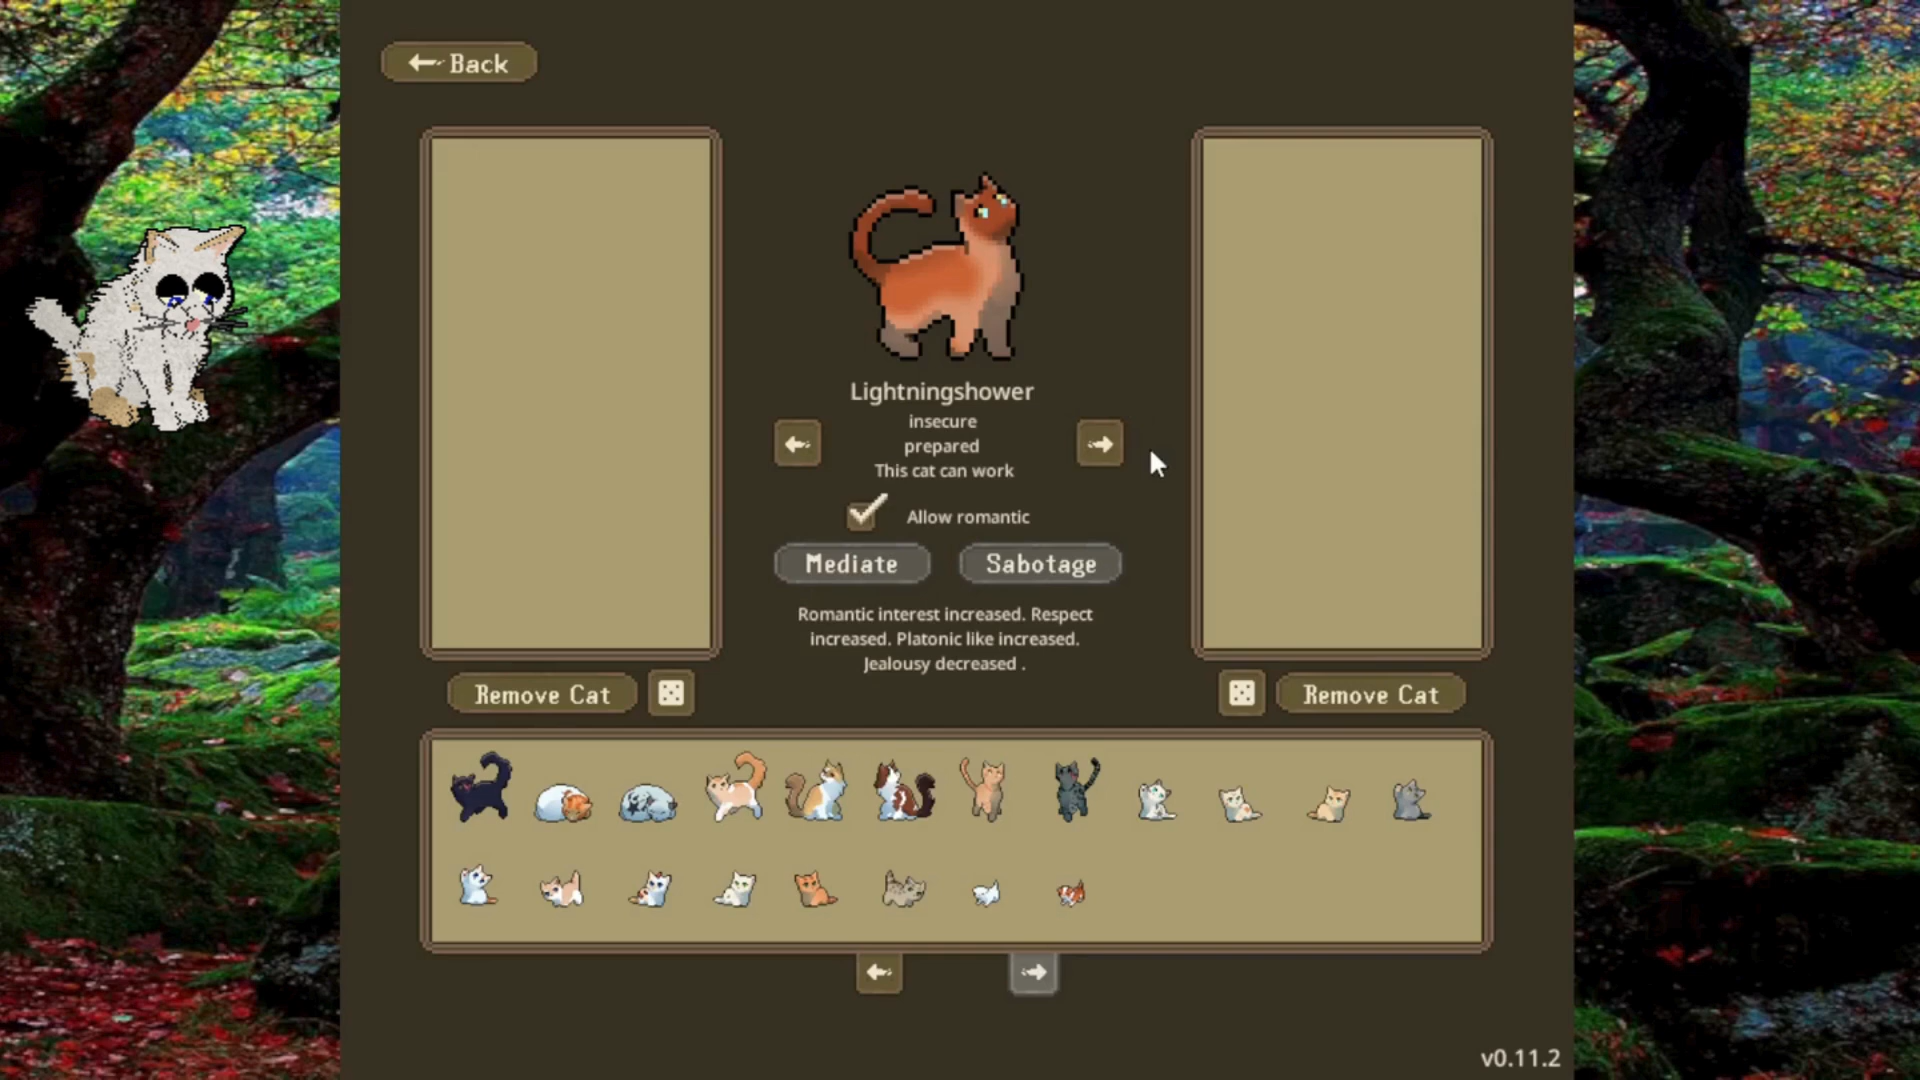 Back
Lightningshower
insecure
prepared
This cat can work
Allow romantic
Mediate
Sabotage
Romantic interest increased. Respect
increased. Platonic like increased.
Jealousy decreased .
Remove Cat
Remove Cat
v0.11.2